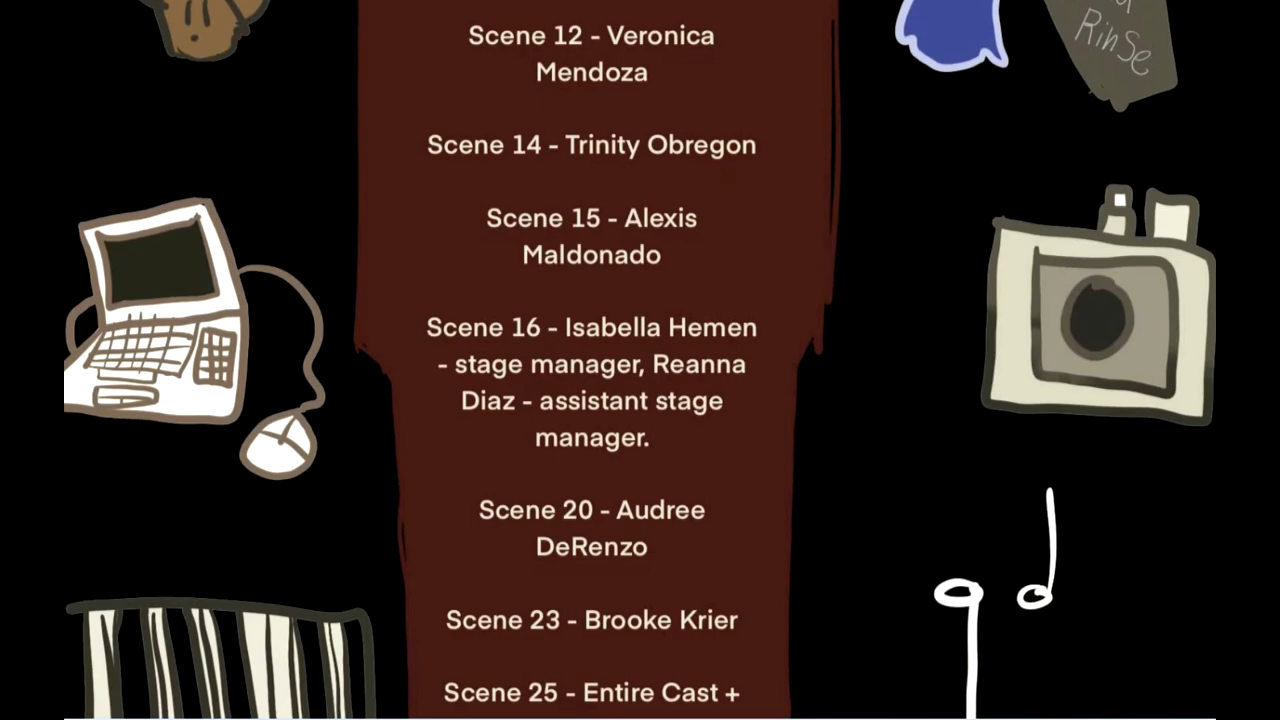 Rinse
Scene 12 - Veronica
Mendoza
Scene 14 - Trinity Obregon
Scene 15 - Alexis
Maldonado
Scene 16 - Isabella Hemen
- stage manager, Reanna
Diaz - assistant stage
manager.
Scene 20 - Audree
DeRenzo
Scene 23 - Brooke Krier
Scene 25 - Entire Cast +